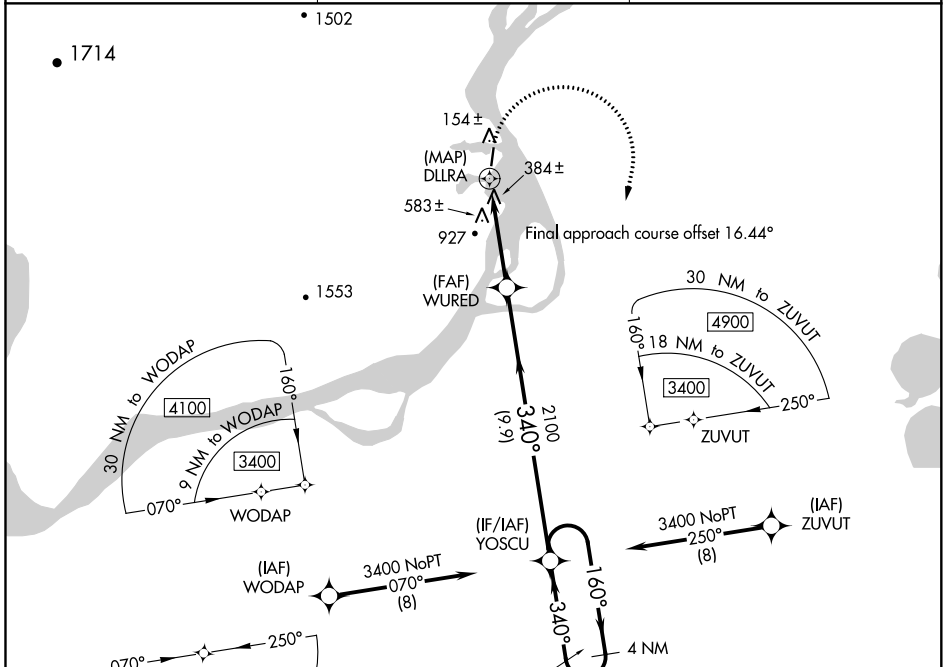 1502
1714
154±
(MAP)
DLLRA
384±
583±
927
Final approach course offset 16.44°
(FAF)
WURED
1553
30 NM to ZUVUT
4900
160°
18 NM to ZUVUT
3400
250°
ZUVUT
30 NM to WODAP
4100
160°
9 NM to WODAP
3400
070°
WODAP
2100
340°
(9.9)
(IF/IAF)
YOSCU
3400 NoPT
250°
(8)
(IAF)
ZUVUT
(IAF)
WODAP
3400 NoPT
070°
(8)
160°
340°
4 NM
250°
070°